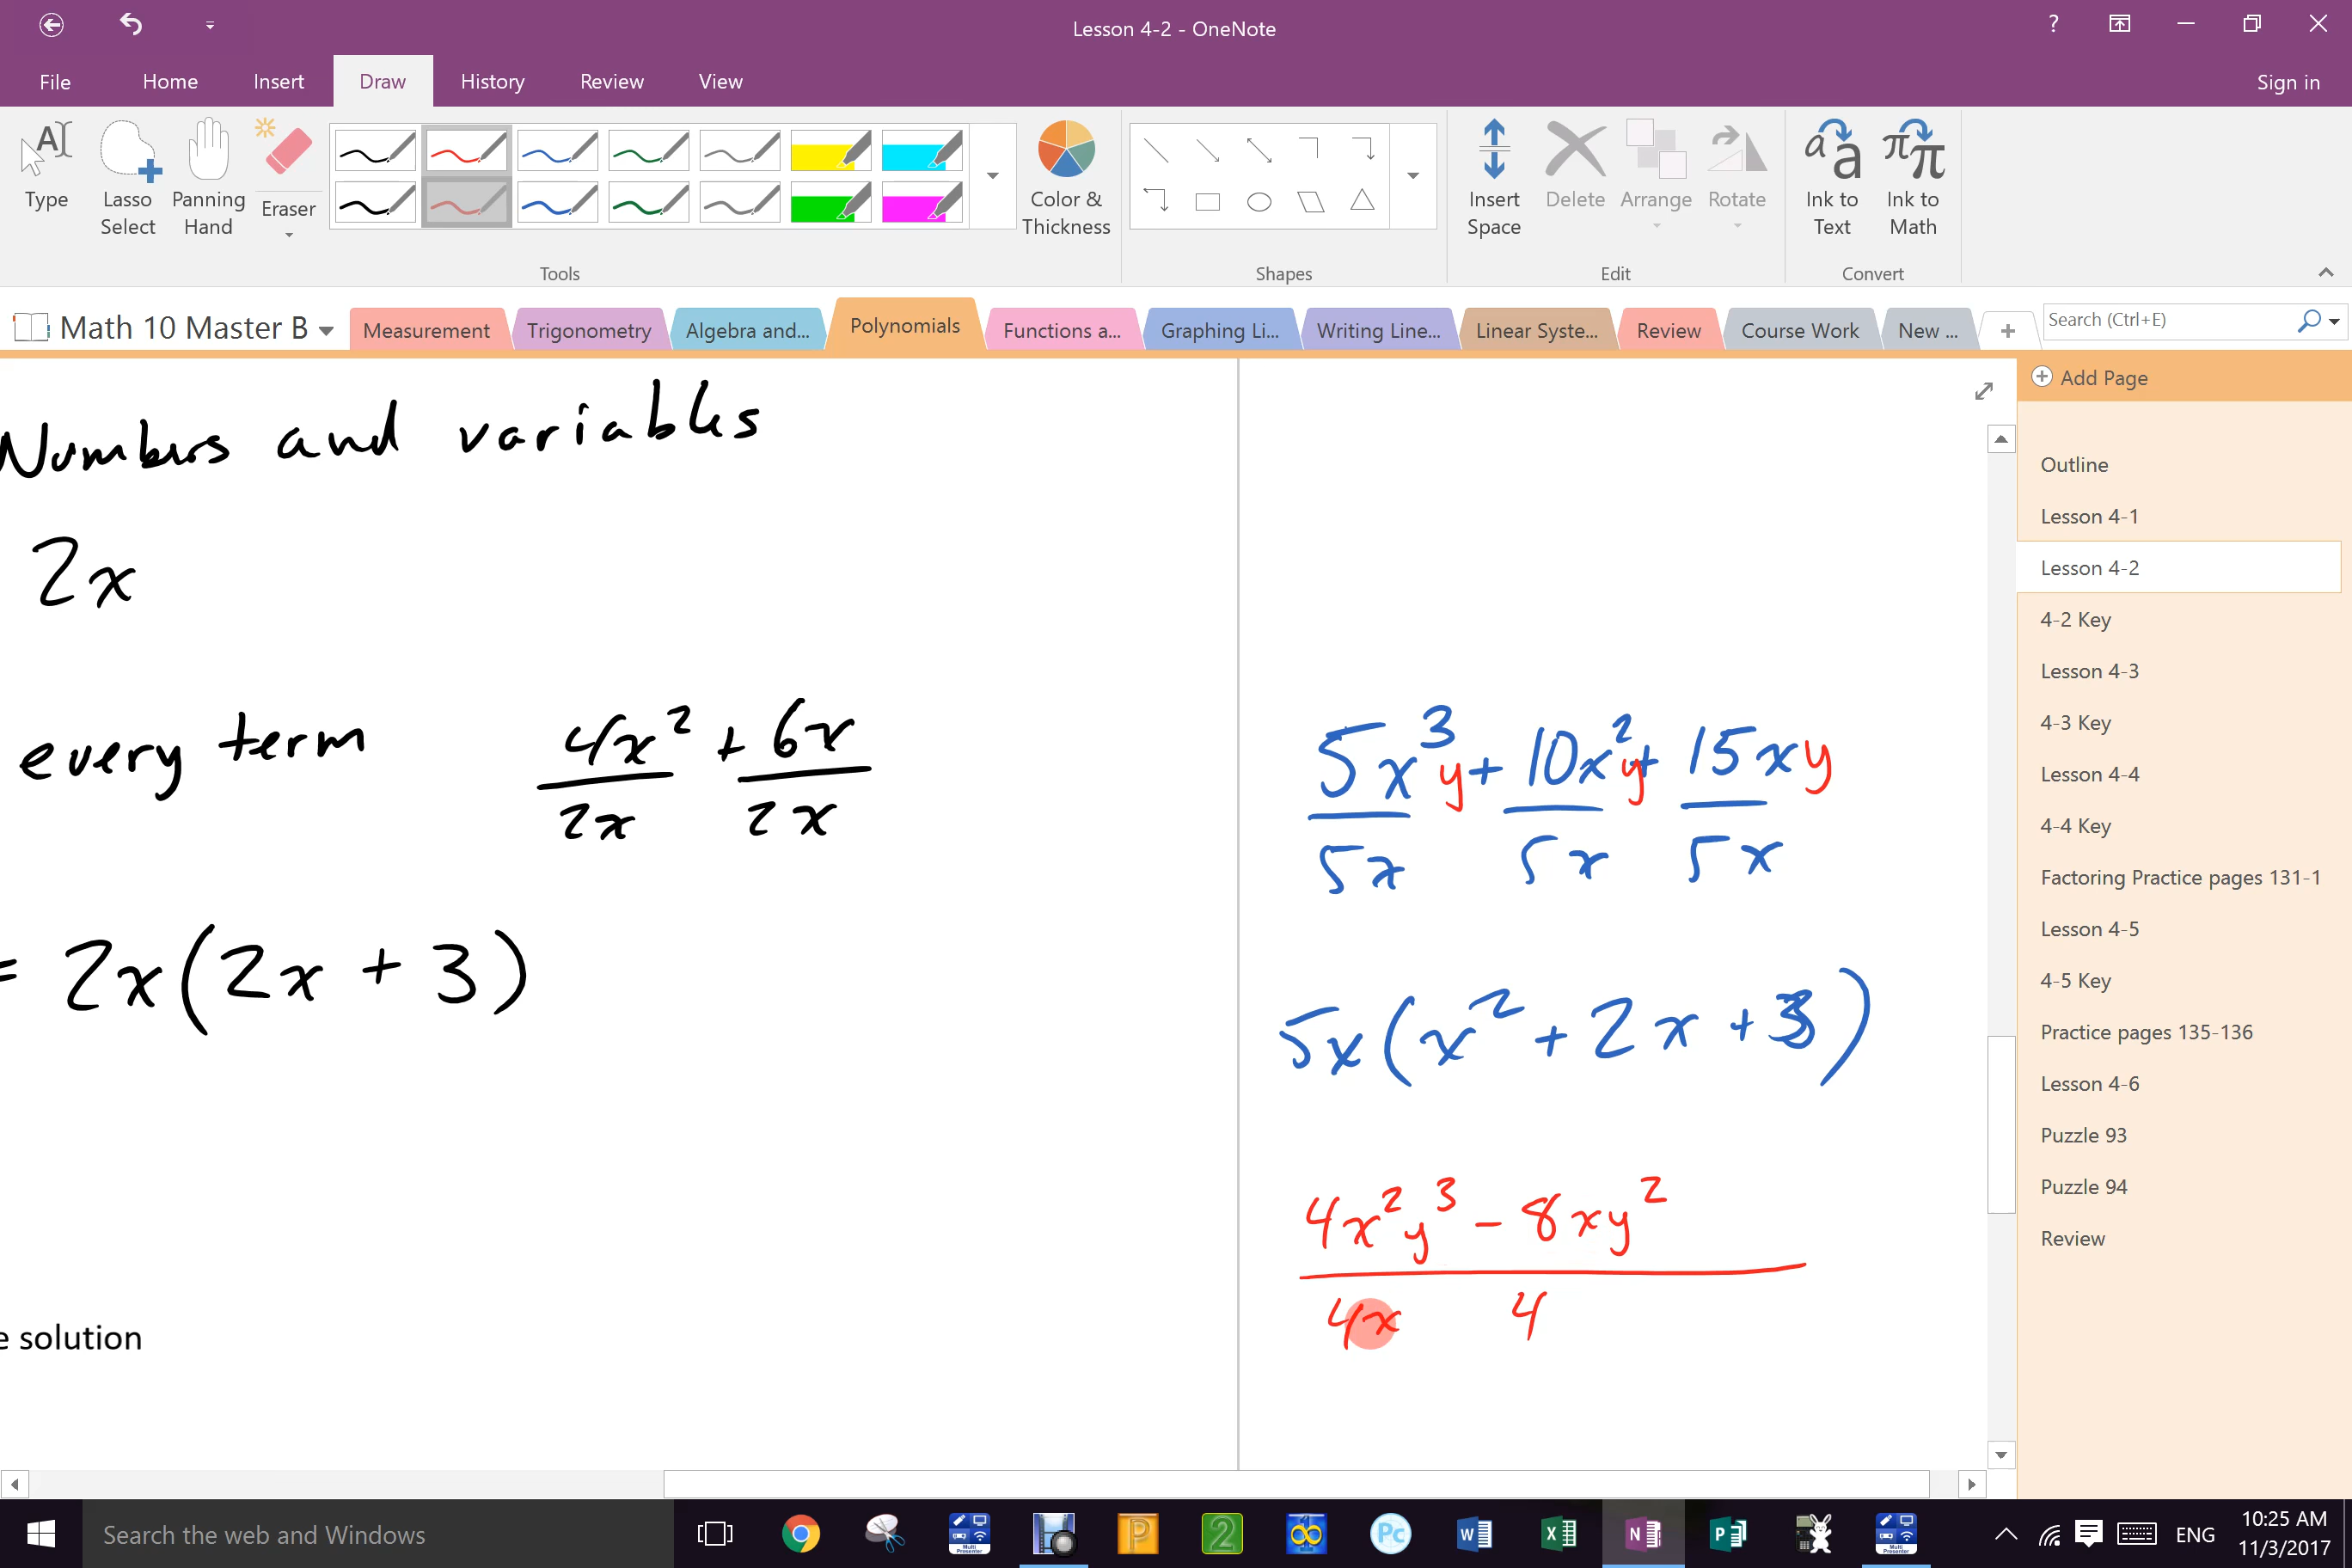 Lesson 4-2 - OneNote
?
File Home Insert Draw History Review View Sign in
Type
Lasso Select
Panning Hand
Eraser
Color & Thickness
Insert Space
Delete
Arrange
Rotate
Ink to Text
Ink to Math
Tools Shapes Edit Convert
Math 10 Master B
Measurement
Trigonometry
Algebra and...
Polynomials
Functions a...
Graphing Li...
Writing Line...
Linear Syste...
Review
Course Work
New ...
+
Search (Ctrl+E)
Numbers and variables
2x
every term
4x² + 6x
2x 2x
= 2x(2x + 3)
e solution
5x³y + 10x²y + 15xy
5x 5x 5x
5x(x² + 2x + 3)
4x²y³ - 8xy²
4x 4
Add Page
Outline
Lesson 4-1
Lesson 4-2
4-2 Key
Lesson 4-3
4-3 Key
Lesson 4-4
4-4 Key
Factoring Practice pages 131-1
Lesson 4-5
4-5 Key
Practice pages 135-136
Lesson 4-6
Puzzle 93
Puzzle 94
Review
Search the web and Windows
ENG
10:25 AM
11/3/2017